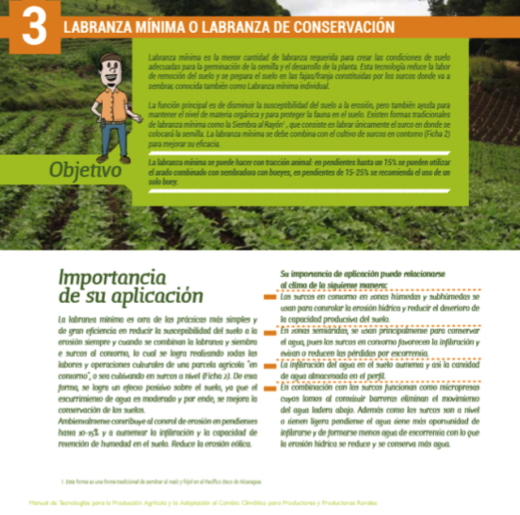 3 LABRANZA MÍNIMA O LABRANZA DE CONSERVACIÓN
Labranza mínima es la menor cantidad de labranza requerida para crear las condiciones de suelo
adecuadas para la germinación de la semilla y el desarrollo de la planta. Esta tecnología reduce la labor
de remoción del suelo y se prepara el suelo en las fajas/franja constituidas por los surcos donde va a
sembrar, conocida también como Labranza mínima individual.
La función principal es de disminuir la susceptibilidad del suelo a la erosión, pero también ayuda para
mantener el nivel de materia orgánica y para proteger la fauna en el suelo. Existen formas tradicionales
de labranza mínima como la Siembra al Rayón¹, que consiste en labrar únicamente el surco en donde se
colocará la semilla. La labranza mínima se debe combina con el cultivo de surcos en contorno (Ficha 2)
para mejorar su eficacia.
Objetivo
La labranza mínima se puede hacer con tracción animal: en pendientes hasta un 15% se pueden utilizar
el arado combinado con sembradora con bueyes, en pendientes de 15-25% se recomienda el uso de un
solo buey.
Importancia
de su aplicación
La labranza mínima es otra de las prácticas más simples y
de gran eficiencia en reducir la susceptibilidad del suelo a la
erosión siempre y cuando se combinan la labranza y siembra
e surcos al contorno, lo cual se logra realizando todas las
labores y operaciones culturales de una parcela agrícola "en
contorno", o sea cultivando en surcos a nivel (Ficha 2). De esa
forma, se logra un efecto positivo sobre el suelo, ya que el
escurrimiento de agua es moderado y por ende, se mejora la
conservación de los suelos.
Ambientalmente contribuye al control de erosión en pendientes
hasta 10-15% y a aumentar la infiltración y la capacidad de
retención de humedad en el suelo. Reduce la erosión eólica.
Su importancia de aplicación puede relacionarse
al clima de la siguiente manera:
Los surcos en contorno en zonas húmedas y subhúmedas se
usan para controlar la erosión hídrica y reducir el deterioro de
la capacidad productiva del suelo.
En zonas semiáridas, se usan principalmente para conservar
el agua, pues los surcos en contorno favorecen la infiltración y
evitan o reducen las pérdidas por escorrentía.
La infiltración del agua en el suelo aumenta y así la cantidad
de agua almacenada en el perfil.
En combinación con los surcos funcionan como micropresas
cuyos lomos al constituir barreras eliminan el movimiento
del agua ladera abajo. Además como los surcos son a nivel
o tienen ligera pendiente el agua tiene más oportunidad de
infiltrarse y de formarse menos agua de escorrentía con lo que
la erosión hídrica se reduce y se conserva más agua.
1. Esta forma es una forma tradicional de sembrar el maíz y frijol en el Pacífico Seco de Nicaragua.
Manual de Tecnologías para la Producción Agrícola y la Adaptación al Cambio Climático para Productores y Productoras Rurales